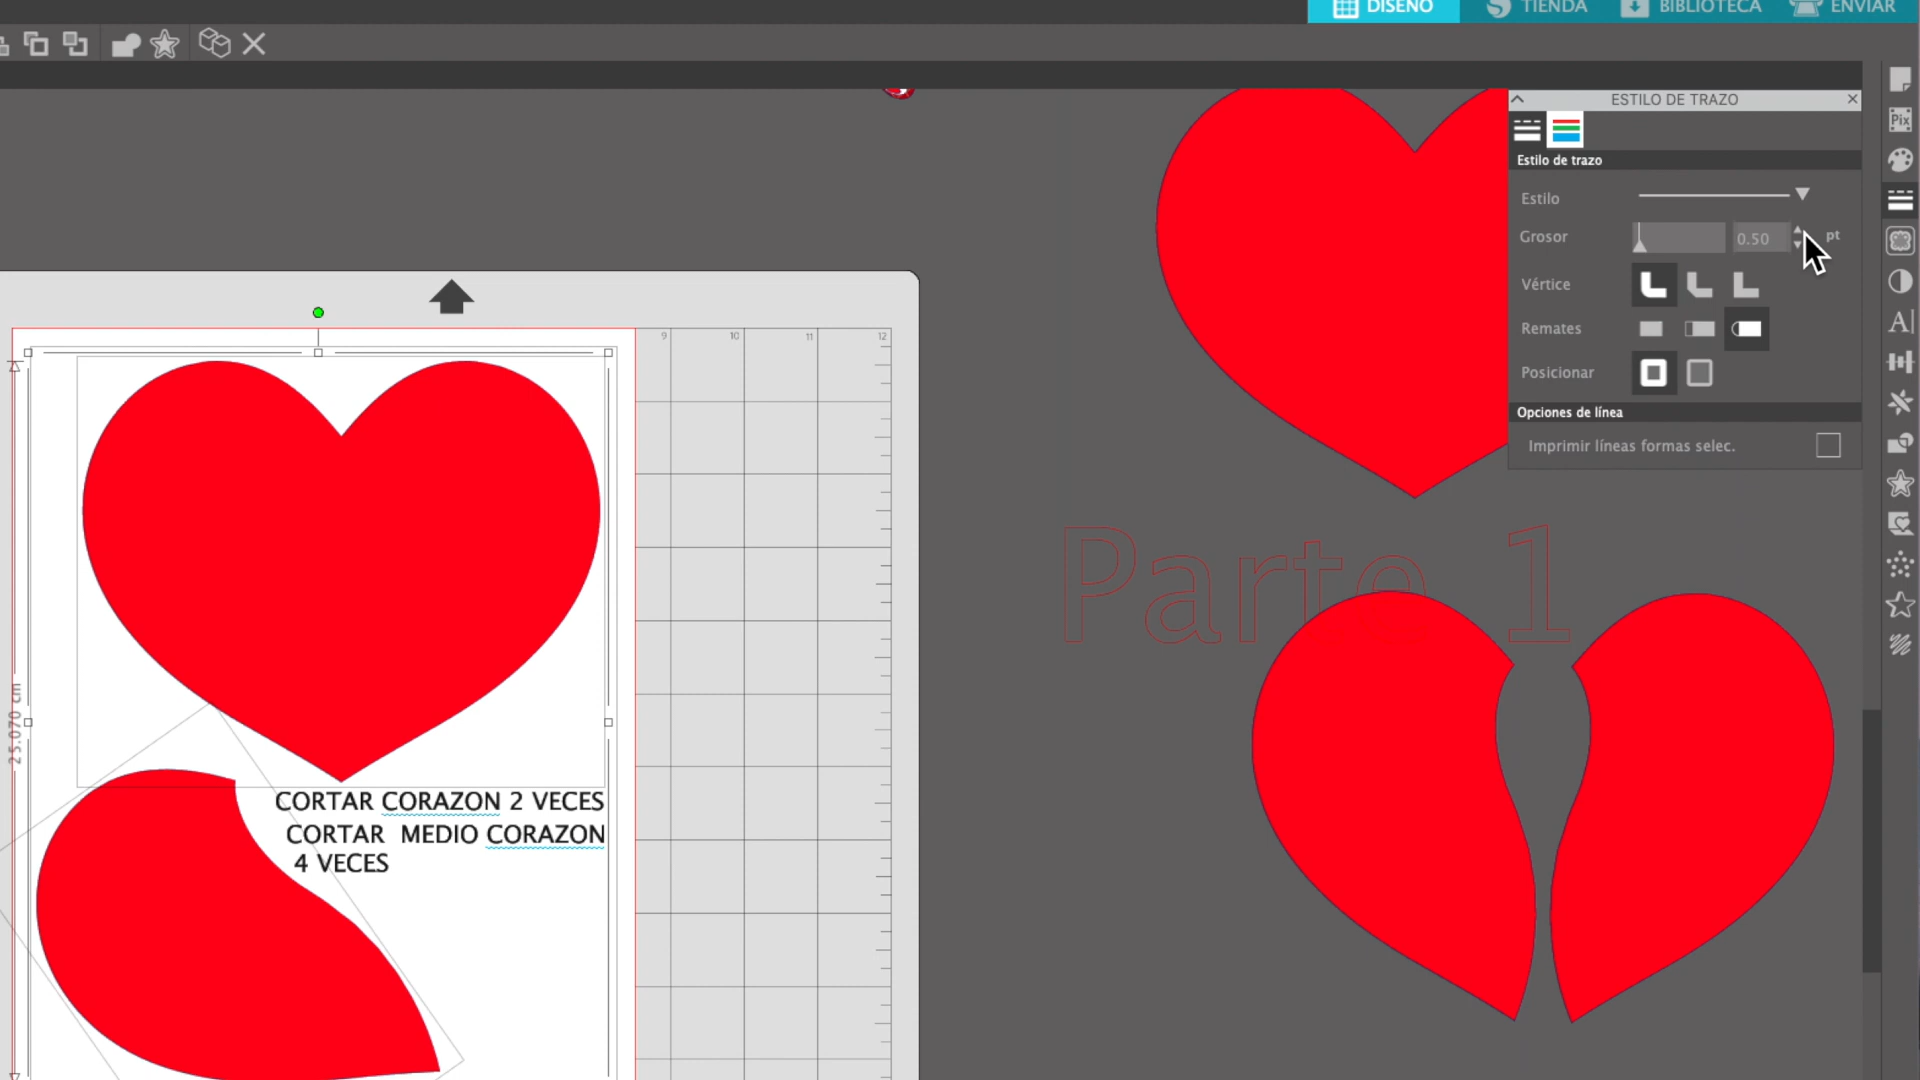 DISEÑO
TIENDA
BIBLIOTECA
ENVIAR
ESTILO DE TRAZO
Pix
Estilo de trazo
Estilo
Grosor
0.50
pt
Vértice
Remates
Posicionar
Opciones de línea
Imprimir líneas formas selec.
A
9
10
11
12
Parte 1
25.070 cm
CORTAR CORAZON 2 VECES
CORTAR MEDIO CORAZON
4 VECES